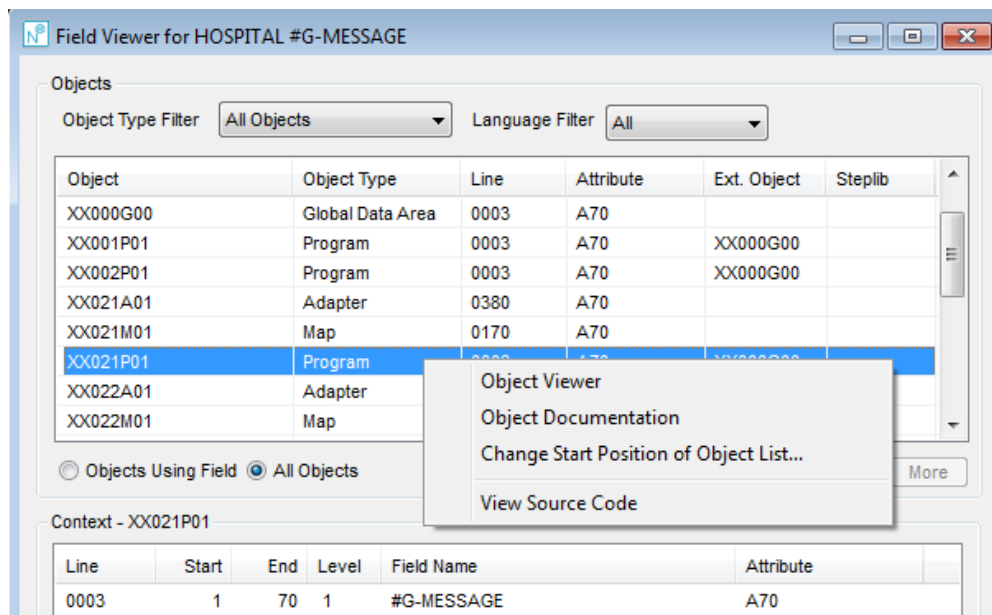 Field Viewer for HOSPITAL #G-MESSAGE
Objects
Object Type Filter All Objects Language Filter All
Object Object Type Line Attribute Ext. Object Steplib
XX000G00 Global Data Area 0003 A70
XX001P01 Program 0003 A70 XX000G00
XX002P01 Program 0003 A70 XX000G00
XX021A01 Adapter 0380 A70
XX021M01 Map 0170 A70
XX021P01 Program
XX022A01 Adapter
XX022M01 Map
Object Viewer
Object Documentation
Change Start Position of Object List...
View Source Code
Objects Using Field All Objects More
Context - XX021P01
Line Start End Level Field Name Attribute
0003 1 70 1 #G-MESSAGE A70